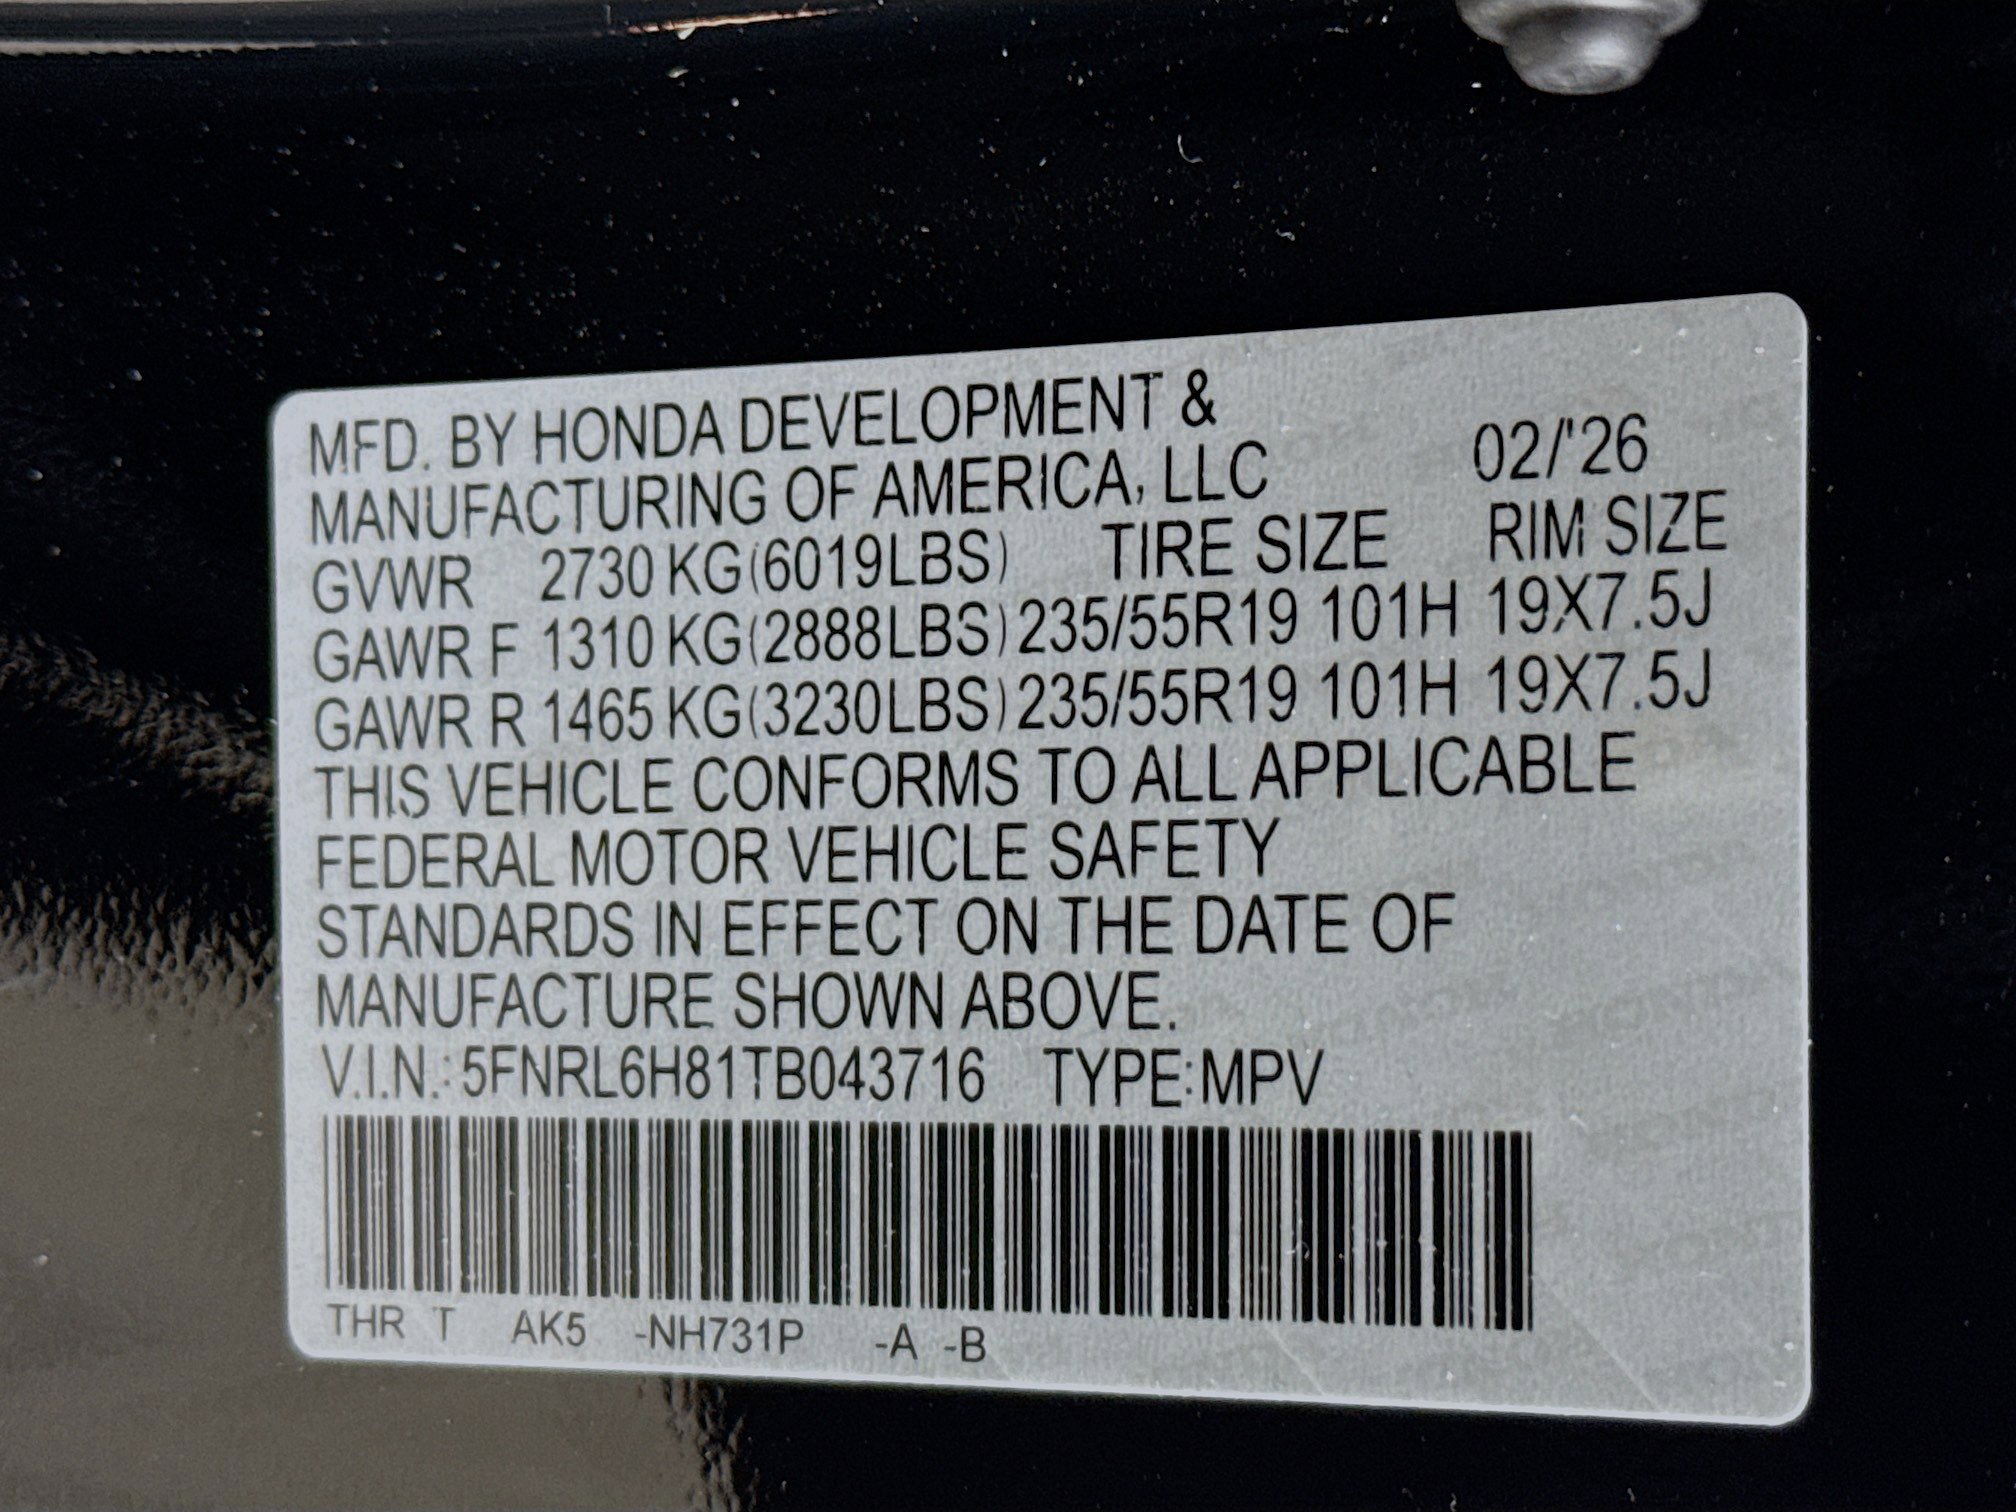 MFD. BY HONDA DEVELOPMENT &
MANUFACTURING OF AMERICA, LLC 02/'26
GVWR 2730 KG(6019LBS) TIRE SIZE RIM SIZE
GAWR F 1310 KG(2888LBS) 235/55R19 101H 19X7.5J
GAWR R 1465 KG(3230LBS) 235/55R19 101H 19X7.5J
THIS VEHICLE CONFORMS TO ALL APPLICABLE
FEDERAL MOTOR VEHICLE SAFETY
STANDARDS IN EFFECT ON THE DATE OF
MANUFACTURE SHOWN ABOVE.
V.I.N.: 5FNRL6H81TB043716 TYPE:MPV
THR T AK5 -NH731P -A -B